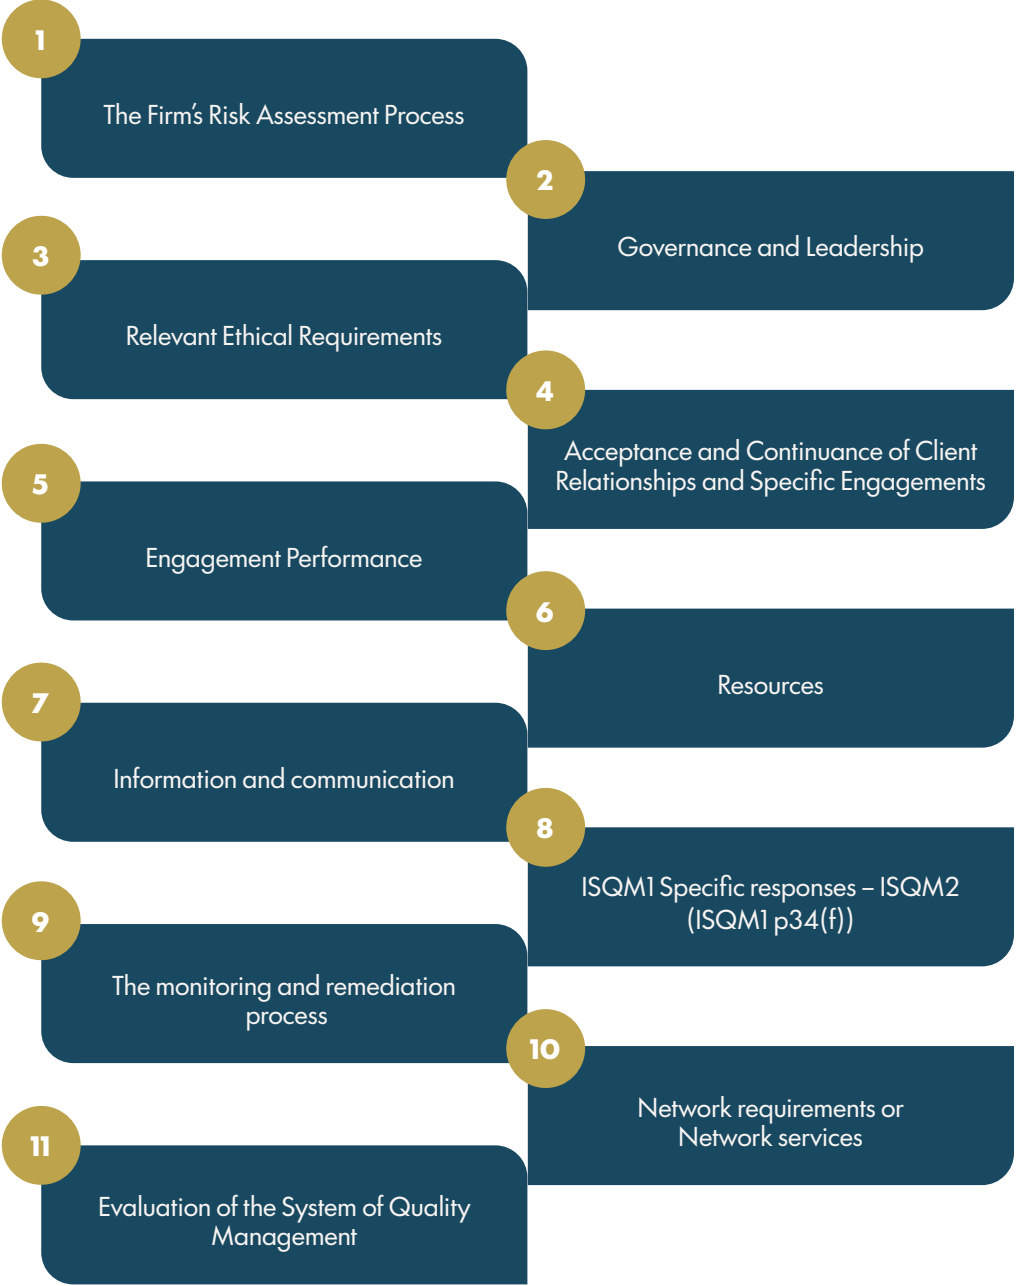 1
The Firm's Risk Assessment Process
2
Governance and Leadership
3
Relevant Ethical Requirements
4
Acceptance and Continuance of Client
Relationships and Specific Engagements
5
Engagement Performance
6
Resources
7
Information and communication
8
ISQM1 Specific responses – ISQM2
(ISQM1 p34(f))
9
The monitoring and remediation
process
10
Network requirements or
Network services
11
Evaluation of the System of Quality
Management